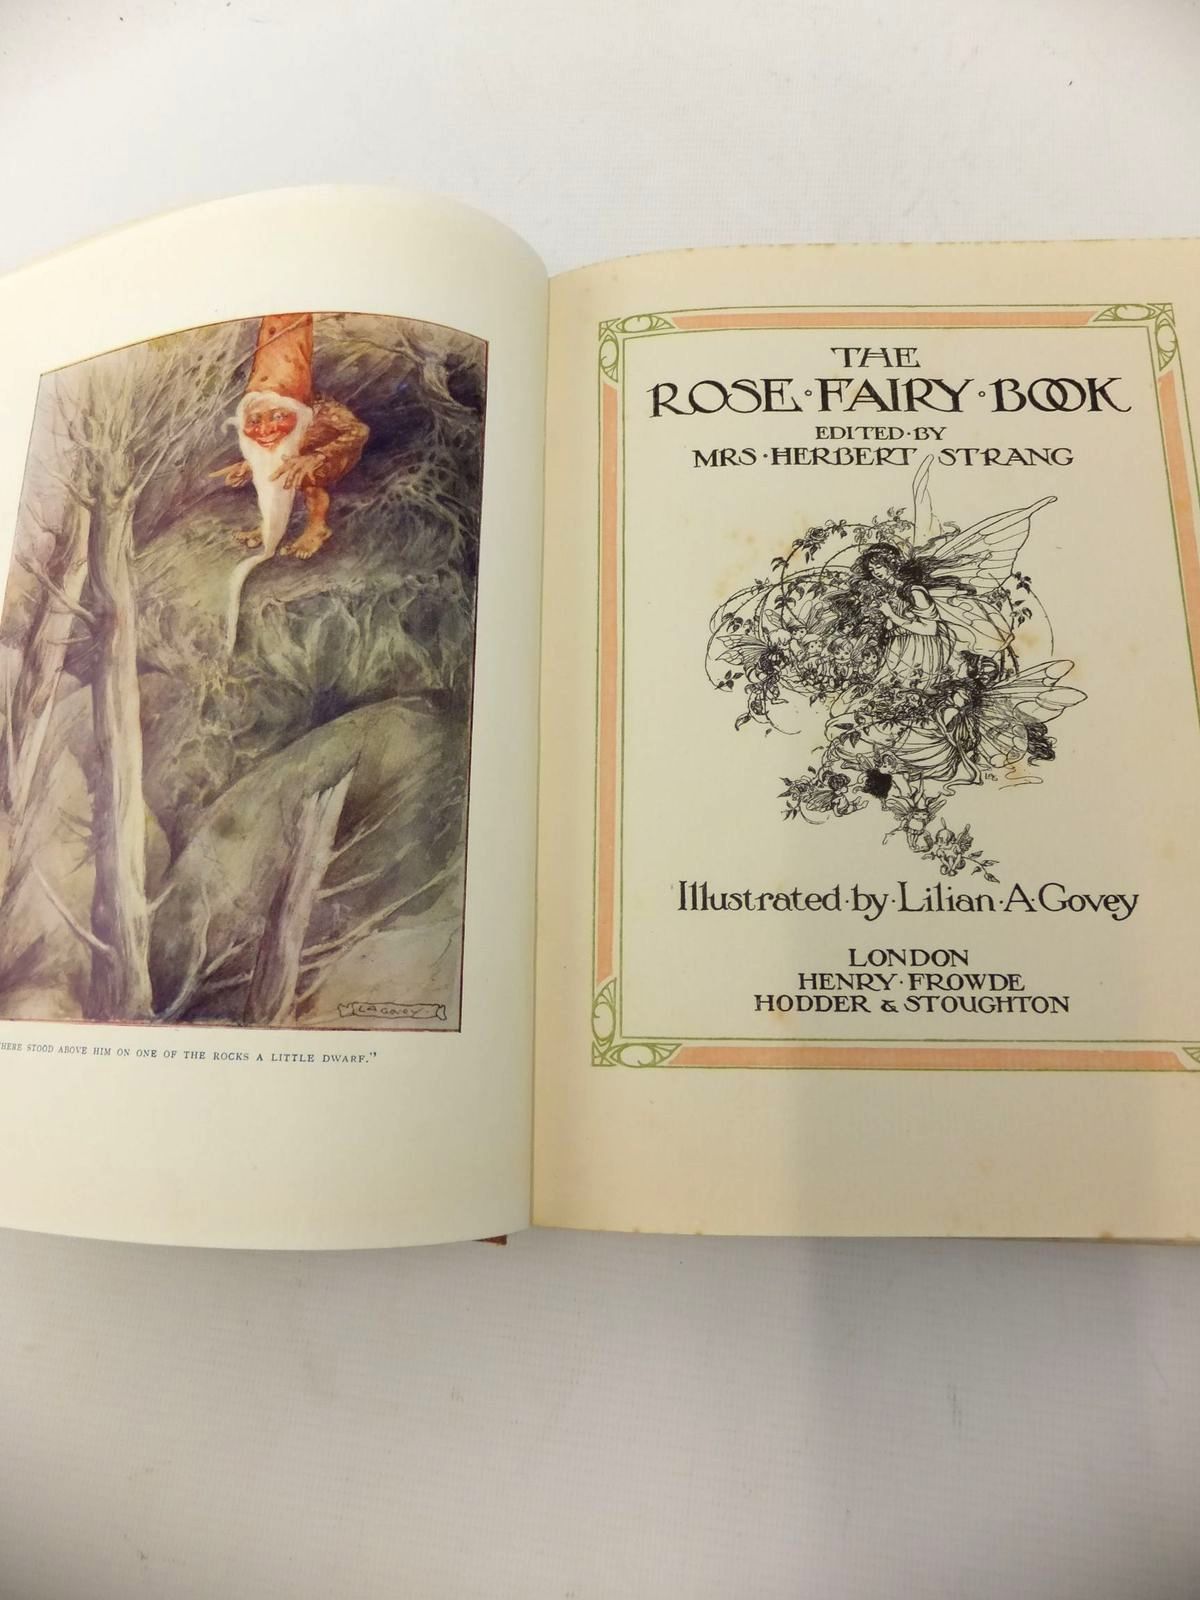 HERE STOOD ABOVE HIM ON ONE OF THE ROCKS A LITTLE DWARF."
L A GOVEY.
THE
ROSE·FAIRY·BOOK
EDITED·BY
MRS·HERBERT STRANG
Illustrated·by·Lilian·A·Govey
LONDON
HENRY·FROWDE
HODDER & STOUGHTON